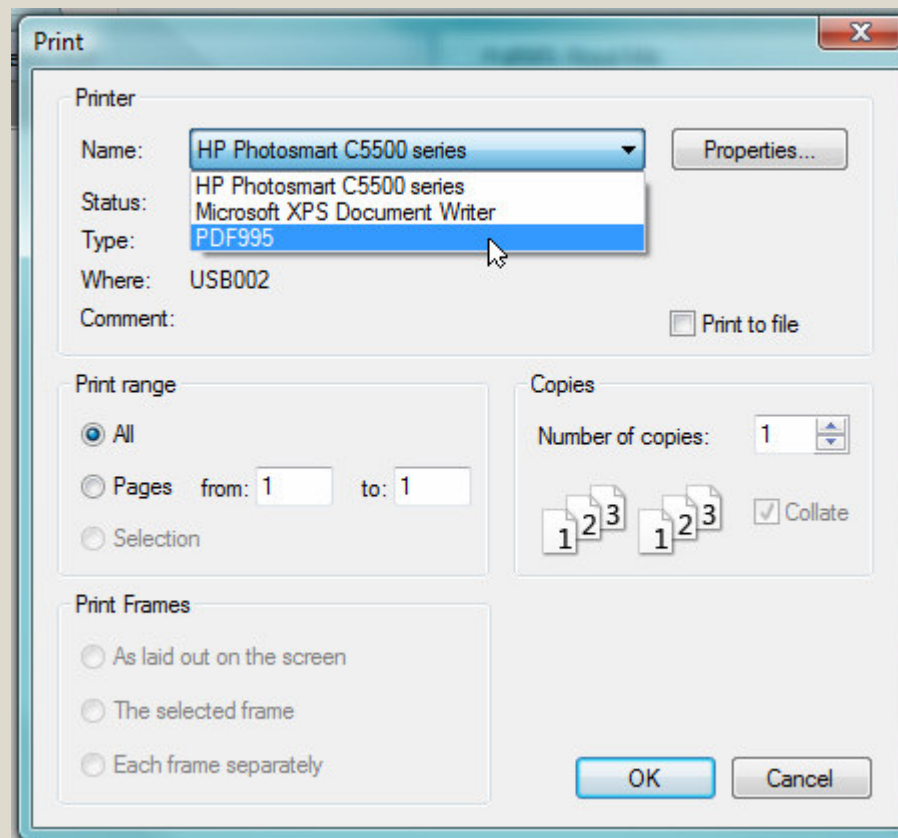 Print
Printer
Name: HP Photosmart C5500 series Properties...
HP Photosmart C5500 series
Status: Microsoft XPS Document Writer
Type: PDF995
Where: USB002
Comment: Print to file
Print range
All
Pages from: 1 to: 1
Selection
Copies
Number of copies: 1
1 2 3 1 2 3 Collate
Print Frames
As laid out on the screen
The selected frame
Each frame separately
OK Cancel